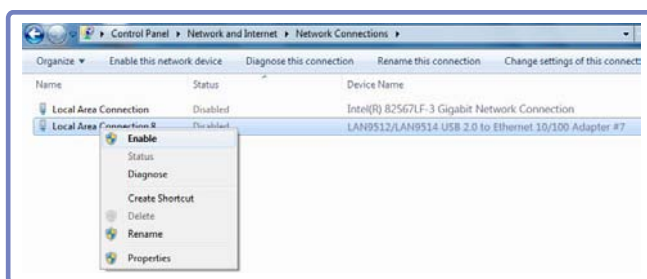 Control Panel ▸ Network and Internet ▸ Network Connections ▸
Organize ▾ Enable this network device Diagnose this connection Rename this connection Change settings of this connect
Name Status Device Name
Local Area Connection Disabled Intel(R) 82567LF-3 Gigabit Network Connection
Local Area Connection 8 Disabled LAN9512/LAN9514 USB 2.0 to Ethernet 10/100 Adapter #7
Enable
Status
Diagnose
Create Shortcut
Delete
Rename
Properties